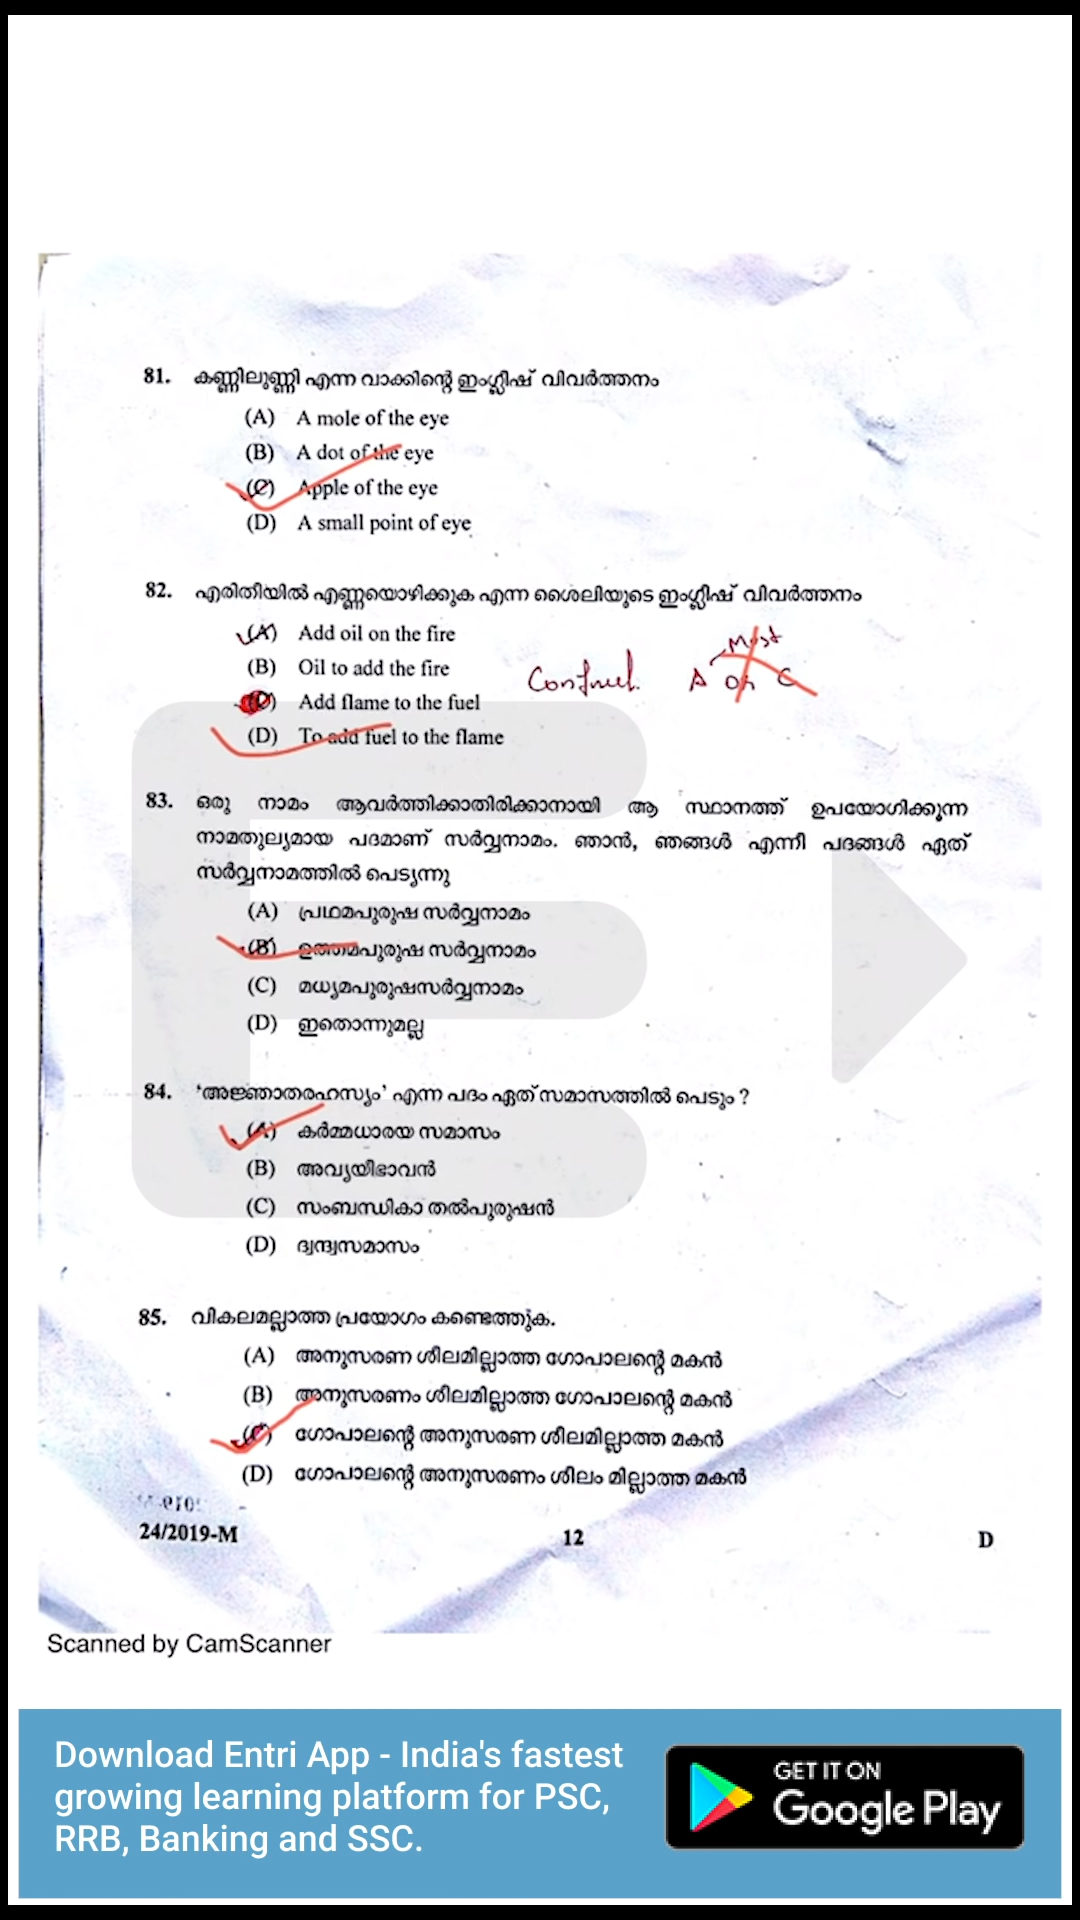 81. കണ്ണിലുണ്ണി എന്ന വാക്കിന്റെ ഇംഗ്ലീഷ് വിവർത്തനം
(A) A mole of the eye
(B) A dot of the eye
(C) Apple of the eye
(D) A small point of eye
82. എരിതീയിൽ എണ്ണയൊഴിക്കുക എന്ന ശൈലിയുടെ ഇംഗ്ലീഷ് വിവർത്തനം
(A) Add oil on the fire
(B) Oil to add the fire
(C) Add flame to the fuel
(D) To add fuel to the flame
Most
A or C
83. ഒരു നാമം ആവർത്തിക്കാതിരിക്കാനായി ആ സ്ഥാനത്ത് ഉപയോഗിക്കുന്ന
നാമതുല്യമായ പദമാണ് സർവ്വനാമം. ഞാൻ, ഞങ്ങൾ എന്നീ പദങ്ങൾ ഏത്
സർവ്വനാമത്തിൽ പെടുന്നു
(A) പ്രഥമപുരുഷ സർവ്വനാമം
(B) ഉത്തമപുരുഷ സർവ്വനാമം
(C) മധ്യമപുരുഷസർവ്വനാമം
(D) ഇതൊന്നുമല്ല
84. 'അജ്ഞാതരഹസ്യം' എന്ന പദം ഏത് സമാസത്തിൽ പെടും ?
(A) കർമ്മധാരയ സമാസം
(B) അവ്യയീഭാവൻ
(C) സംബന്ധികാ തൽപുരുഷൻ
(D) ദ്വന്ദ്വസമാസം
85. വികലമല്ലാത്ത പ്രയോഗം കണ്ടെത്തുക.
(A) അനുസരണ ശീലമില്ലാത്ത ഗോപാലന്റെ മകൻ
(B) അനുസരണം ശീലമില്ലാത്ത ഗോപാലന്റെ മകൻ
(C) ഗോപാലന്റെ അനുസരണ ശീലമില്ലാത്ത മകൻ
(D) ഗോപാലന്റെ അനുസരണം ശീലം മില്ലാത്ത മകൻ
24/2019-M 12 D
Scanned by CamScanner
Download Entri App - India's fastest
growing learning platform for PSC,
RRB, Banking and SSC.
GET IT ON
Google Play